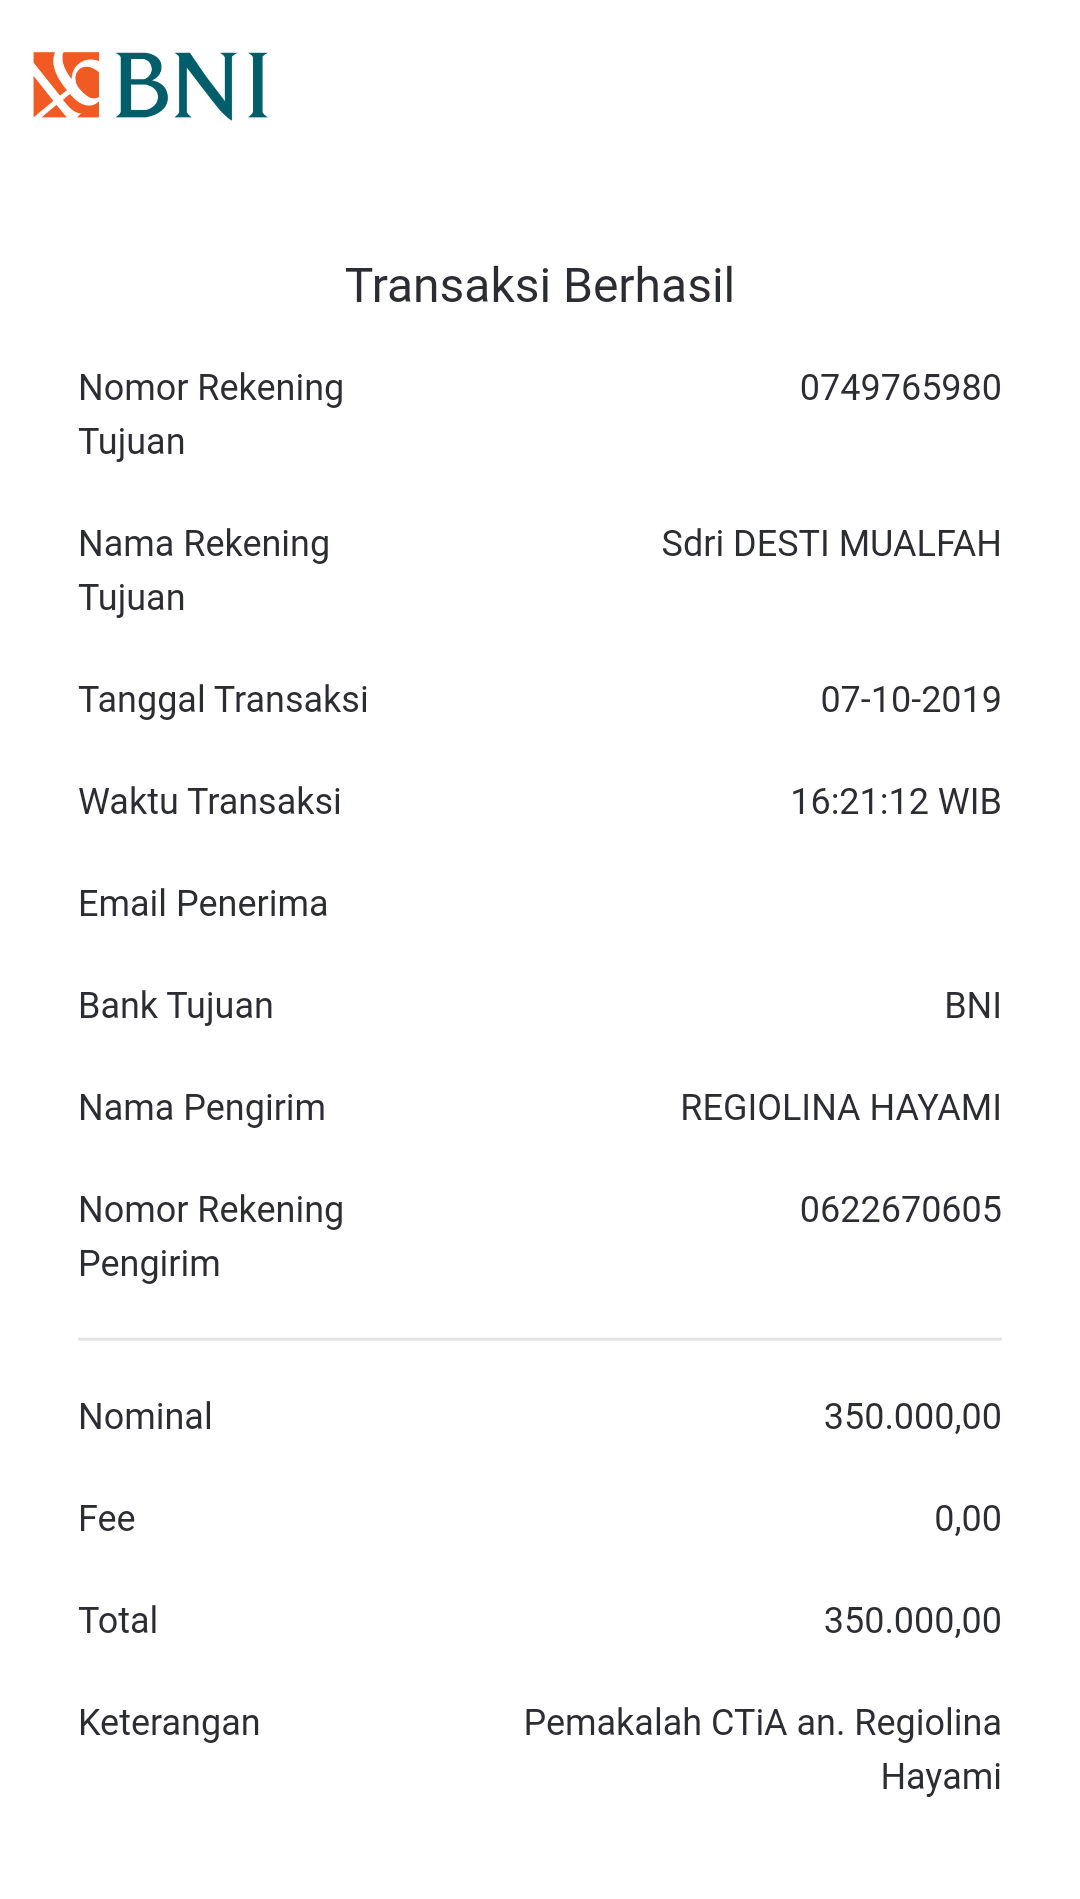 BNI
Transaksi Berhasil
Nomor Rekening Tujuan 0749765980
Nama Rekening Tujuan Sdri DESTI MUALFAH
Tanggal Transaksi 07-10-2019
Waktu Transaksi 16:21:12 WIB
Email Penerima
Bank Tujuan BNI
Nama Pengirim REGIOLINA HAYAMI
Nomor Rekening Pengirim 0622670605
Nominal 350.000,00
Fee 0,00
Total 350.000,00
Keterangan Pemakalah CTiA an. Regiolina
Hayami